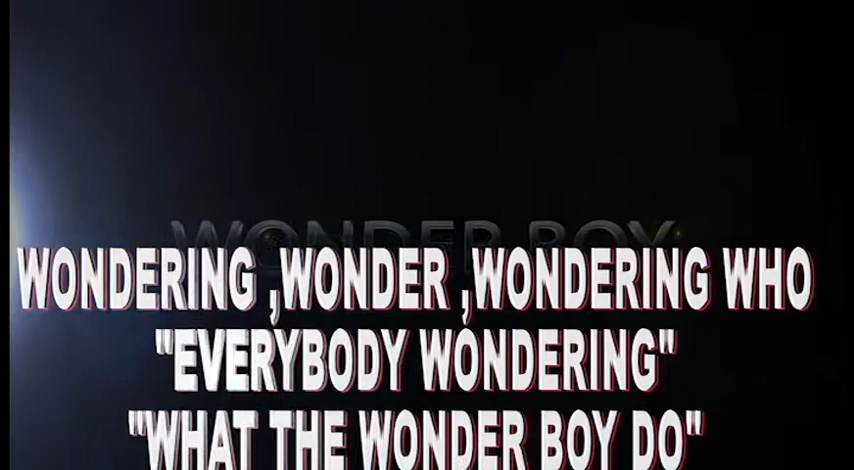 WONDER BOY
WONDERING ,WONDER ,WONDERING WHO
"EVERYBODY WONDERING"
"WHAT THE WONDER BOY DO"